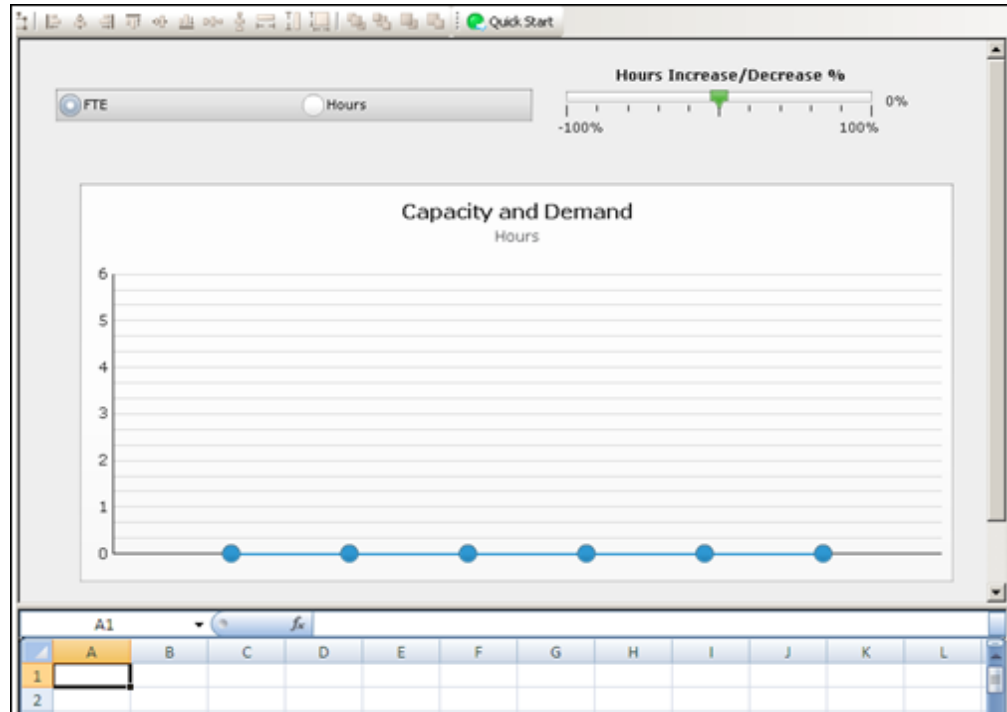 Quick Start
Hours Increase/Decrease %
FTE Hours
0%
-100% 100%
Capacity and Demand
Hours
6
5
4
3
2
1
0
A1 fx
A B C D E F G H I J K L
1
2